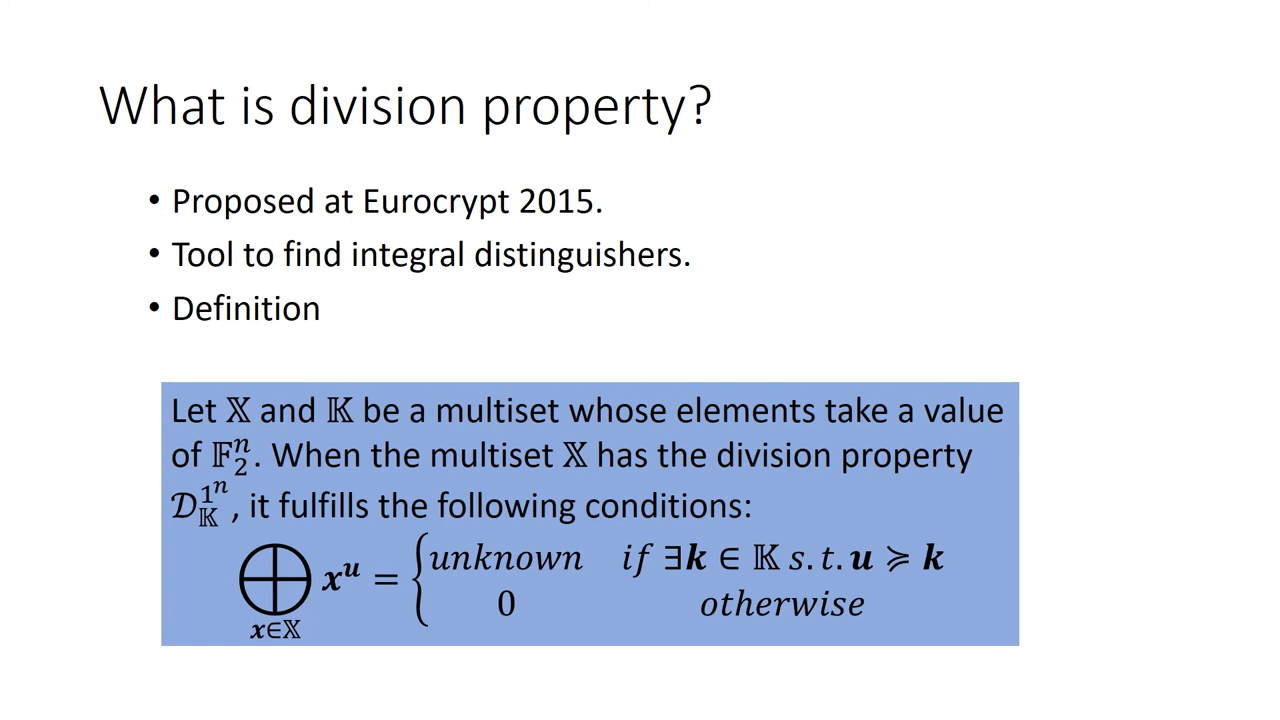 What is division property?
• Proposed at Eurocrypt 2015.
• Tool to find integral distinguishers.
• Definition
Let 𝕏 and 𝕂 be a multiset whose elements take a value
of 𝔽₂ⁿ. When the multiset 𝕏 has the division property
𝒟_𝕂^{1ⁿ}, it fulfills the following conditions:
⨁_{𝒙∈𝕏} 𝒙^𝒖 = { unknown if ∃𝒌 ∈ 𝕂 s.t. 𝒖 ≽ 𝒌
0 otherwise